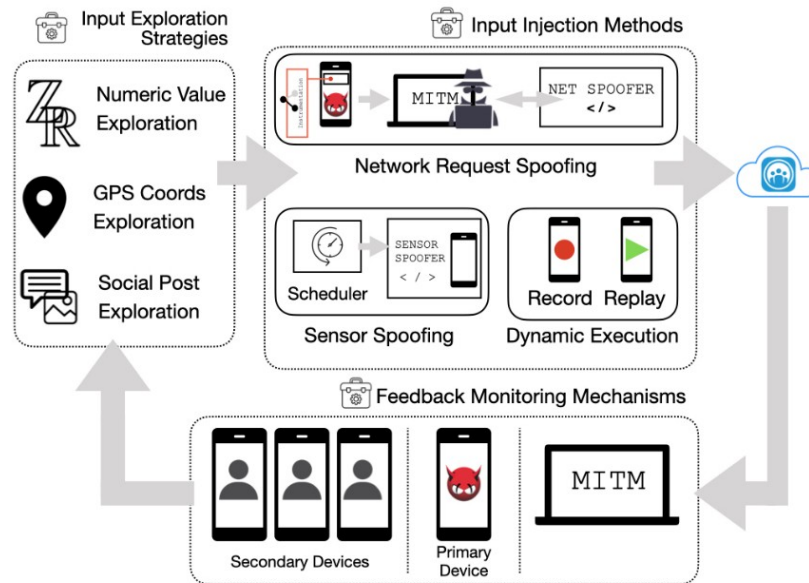 Input Exploration
Strategies
ZR
Numeric Value
Exploration
GPS Coords
Exploration
Social Post
Exploration
Input Injection Methods
Instrumentation
MITM
NET SPOOFER
</>
Network Request Spoofing
Scheduler
SENSOR
SPOOFER
< / >
Sensor Spoofing
Record
Replay
Dynamic Execution
Feedback Monitoring Mechanisms
Secondary Devices
Primary
Device
MITM